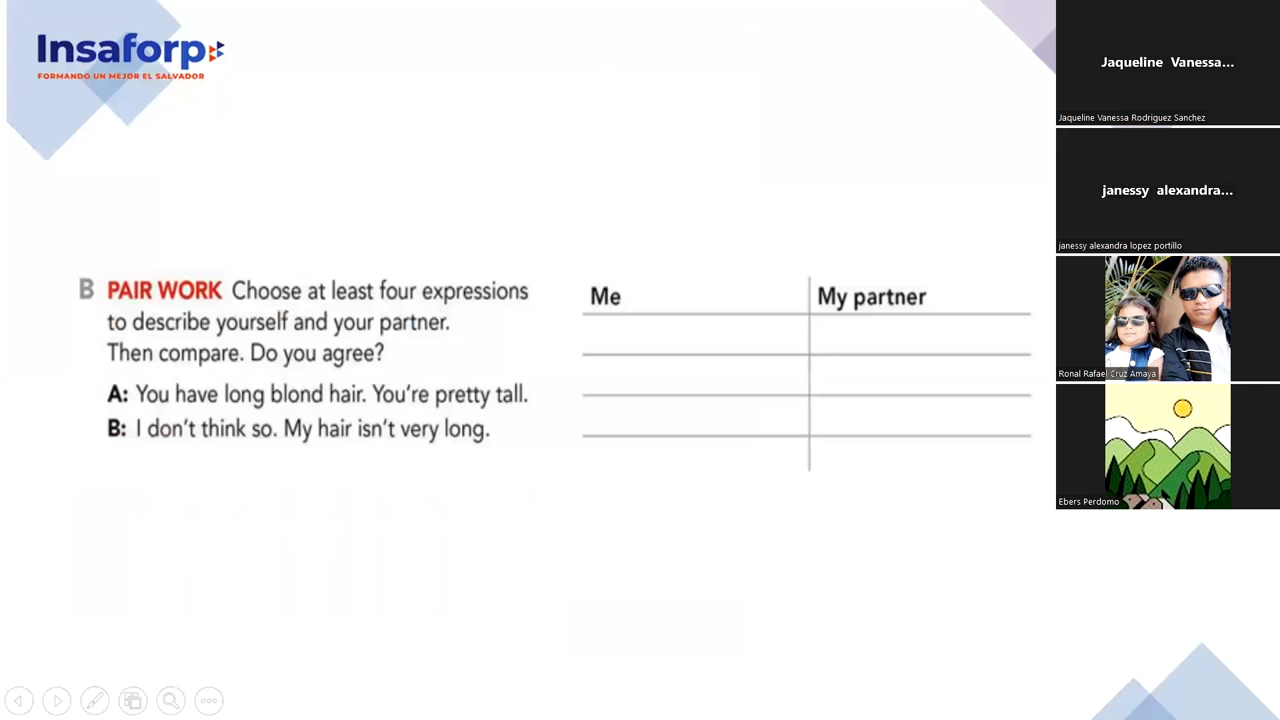 Insaforp
FORMANDO UN MEJOR EL SALVADOR
B PAIR WORK Choose at least four expressions
to describe yourself and your partner.
Then compare. Do you agree?
A: You have long blond hair. You're pretty tall.
B: I don't think so. My hair isn't very long.
Me
My partner
Jaqueline Vanessa...
Jaqueline Vanessa Rodriguez Sanchez
janessy alexandra...
janessy alexandra lopez portillo
Ronal Rafael Cruz Amaya
Ebers Perdomo